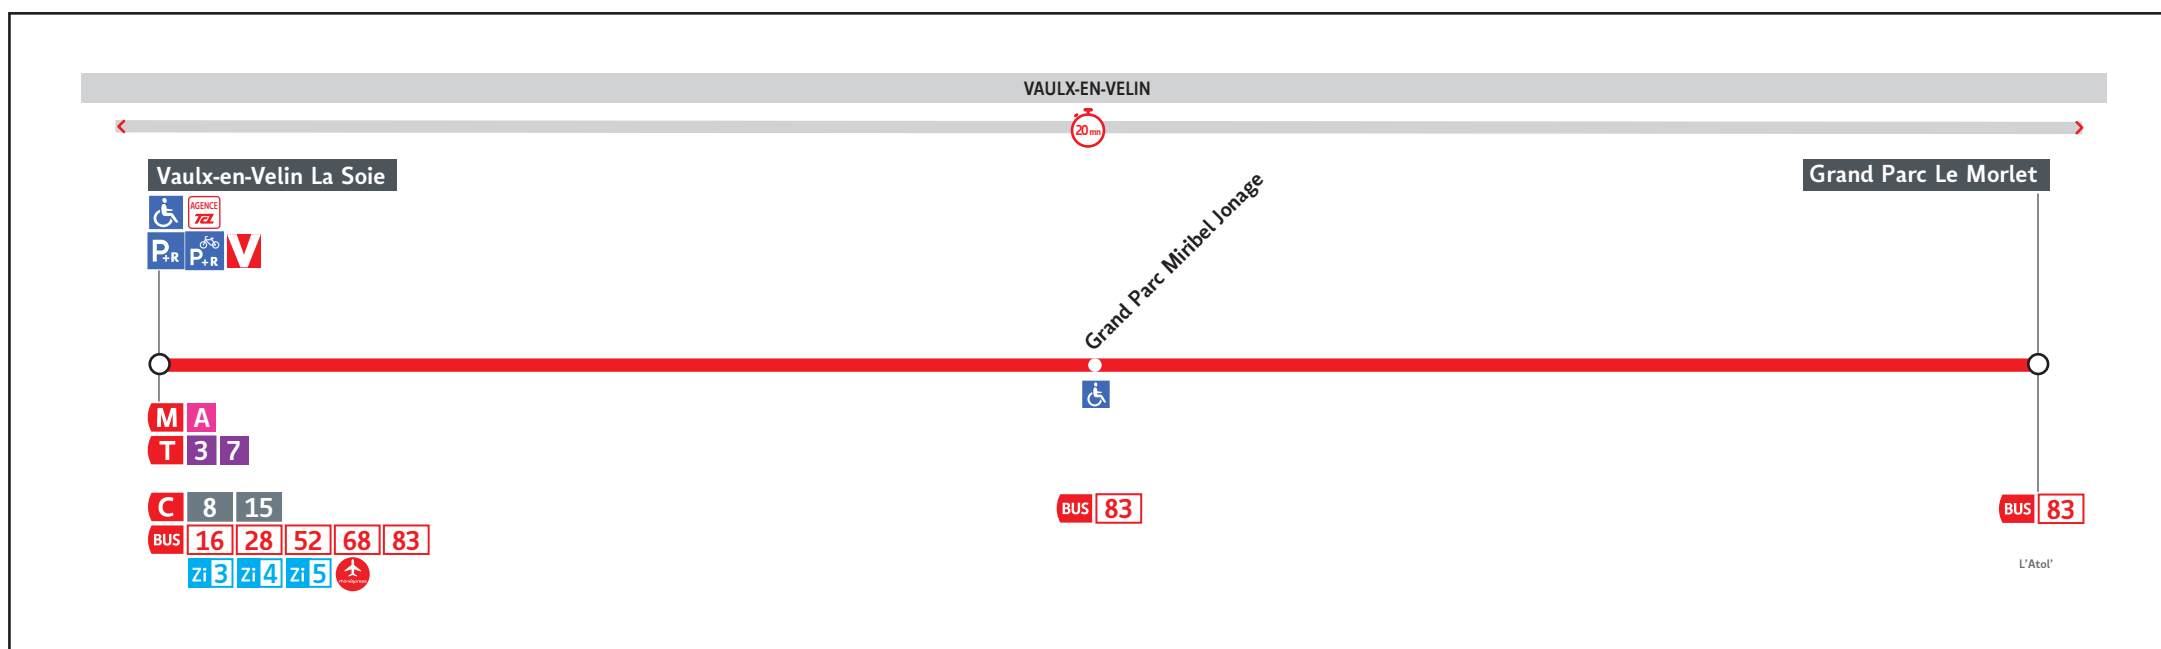 VAULX-EN-VELIN
20 mn
Vaulx-en-Velin La Soie
Grand Parc Le Morlet
AGENCE
TCL
P+R P+R V
Grand Parc Miribel Jonage
M A
T 3 7
C 8 15
BUS 16 28 52 68 83
Zi 3 Zi 4 Zi 5 rhônexpress
BUS 83
BUS 83
L'Atol'